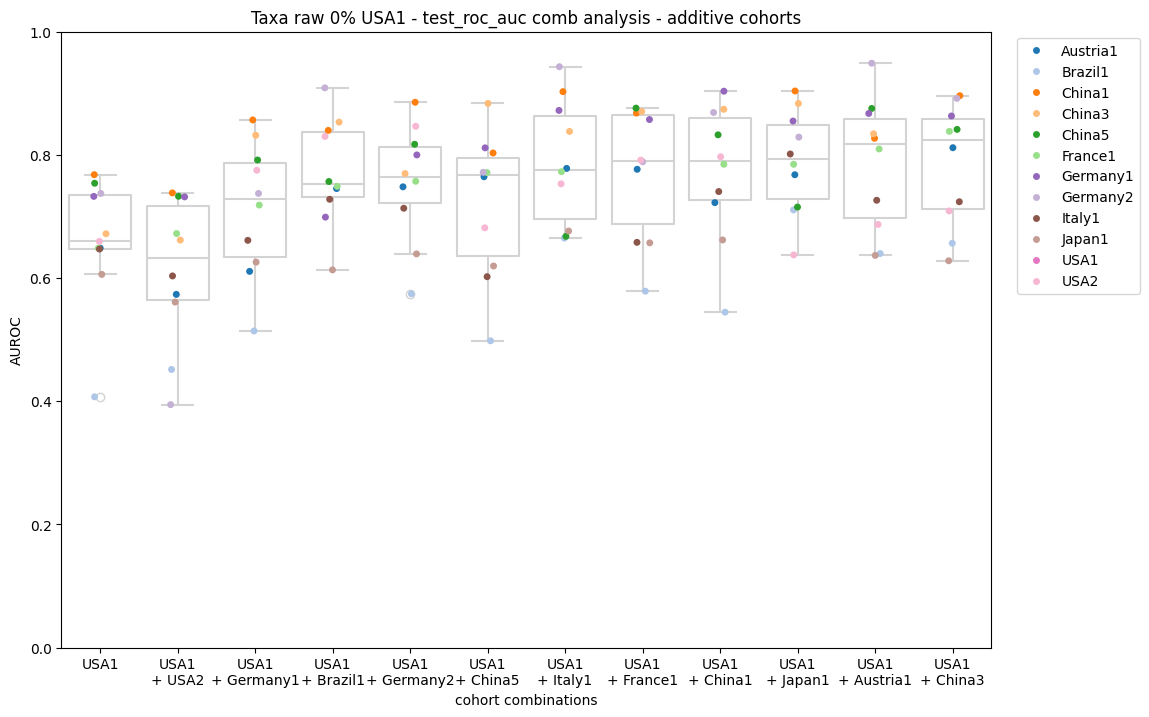 Taxa raw 0% USA1 - test_roc_auc comb analysis - additive cohorts
AUROC
1.0
0.8
0.6
0.4
0.2
0.0
USA1
USA1
+ USA2
USA1
+ Germany1
USA1
+ Brazil1
USA1
+ Germany2
USA1
+ China5
USA1
+ Italy1
USA1
+ France1
USA1
+ China1
USA1
+ Japan1
USA1
+ Austria1
USA1
+ China3
cohort combinations
Austria1
Brazil1
China1
China3
China5
France1
Germany1
Germany2
Italy1
Japan1
USA1
USA2